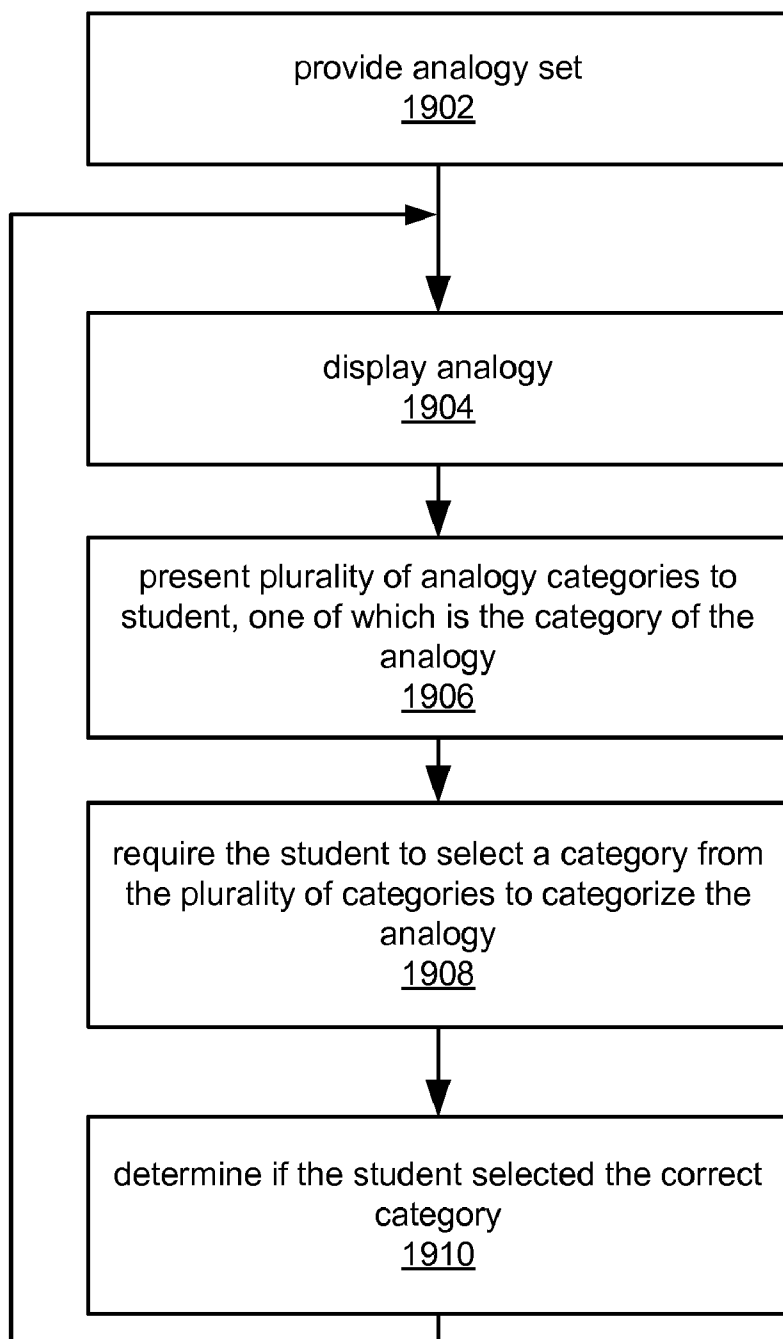 provide analogy set
1902
display analogy
1904
present plurality of analogy categories to
student, one of which is the category of the
analogy
1906
require the student to select a category from
the plurality of categories to categorize the
analogy
1908
determine if the student selected the correct
category
1910